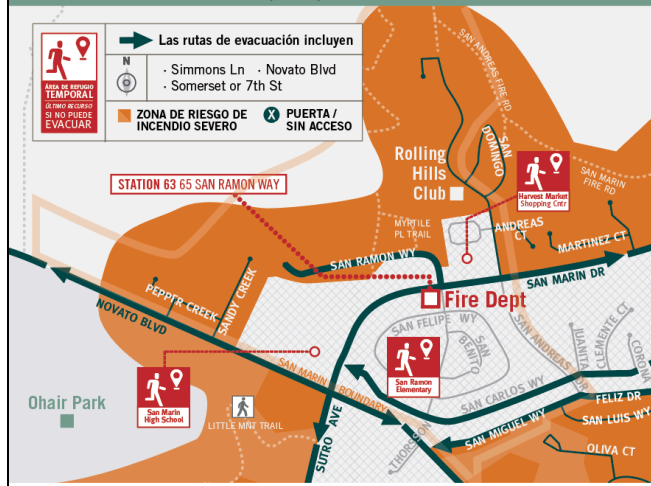 Las rutas de evacuación incluyen
N
· Simmons Ln · Novato Blvd
· Somerset or 7th St
ÁREA DE REFUGIO
TEMPORAL
ÚLTIMO RECURSO
SI NO PUEDE
EVACUAR
ZONA DE RIESGO DE
INCENDIO SEVERO
X PUERTA /
SIN ACCESO
SAN ANDREAS FIRE RD
SAN DOMINGO
Rolling
Hills
Club
STATION 63 65 SAN RAMON WAY
Harvest Market
Shopping Cntr
SAN MARIN
FIRE RD
MYRTLE
PL TRAIL
ANDREAS
CT
MARTINEZ CT
SAN RAMON WY
SAN MARIN DR
PEPPER CREEK
SANDY CREEK
NOVATO BLVD
Fire Dept
SAN FELIPE WY
SAN
BENITO
SAN ANDREAS DR
JUANITA
CLEMENTE CT
CORONA
San Marin
High School
SAN MARIN BOUNDARY
San Ramon
Elementary
SAN CARLOS WY
FELIZ DR
Ohair Park
LITTLE MNT TRAIL
SUTRO AVE
THORSSON
SAN MIGUEL WY
SAN LUIS WY
OLIVA CT